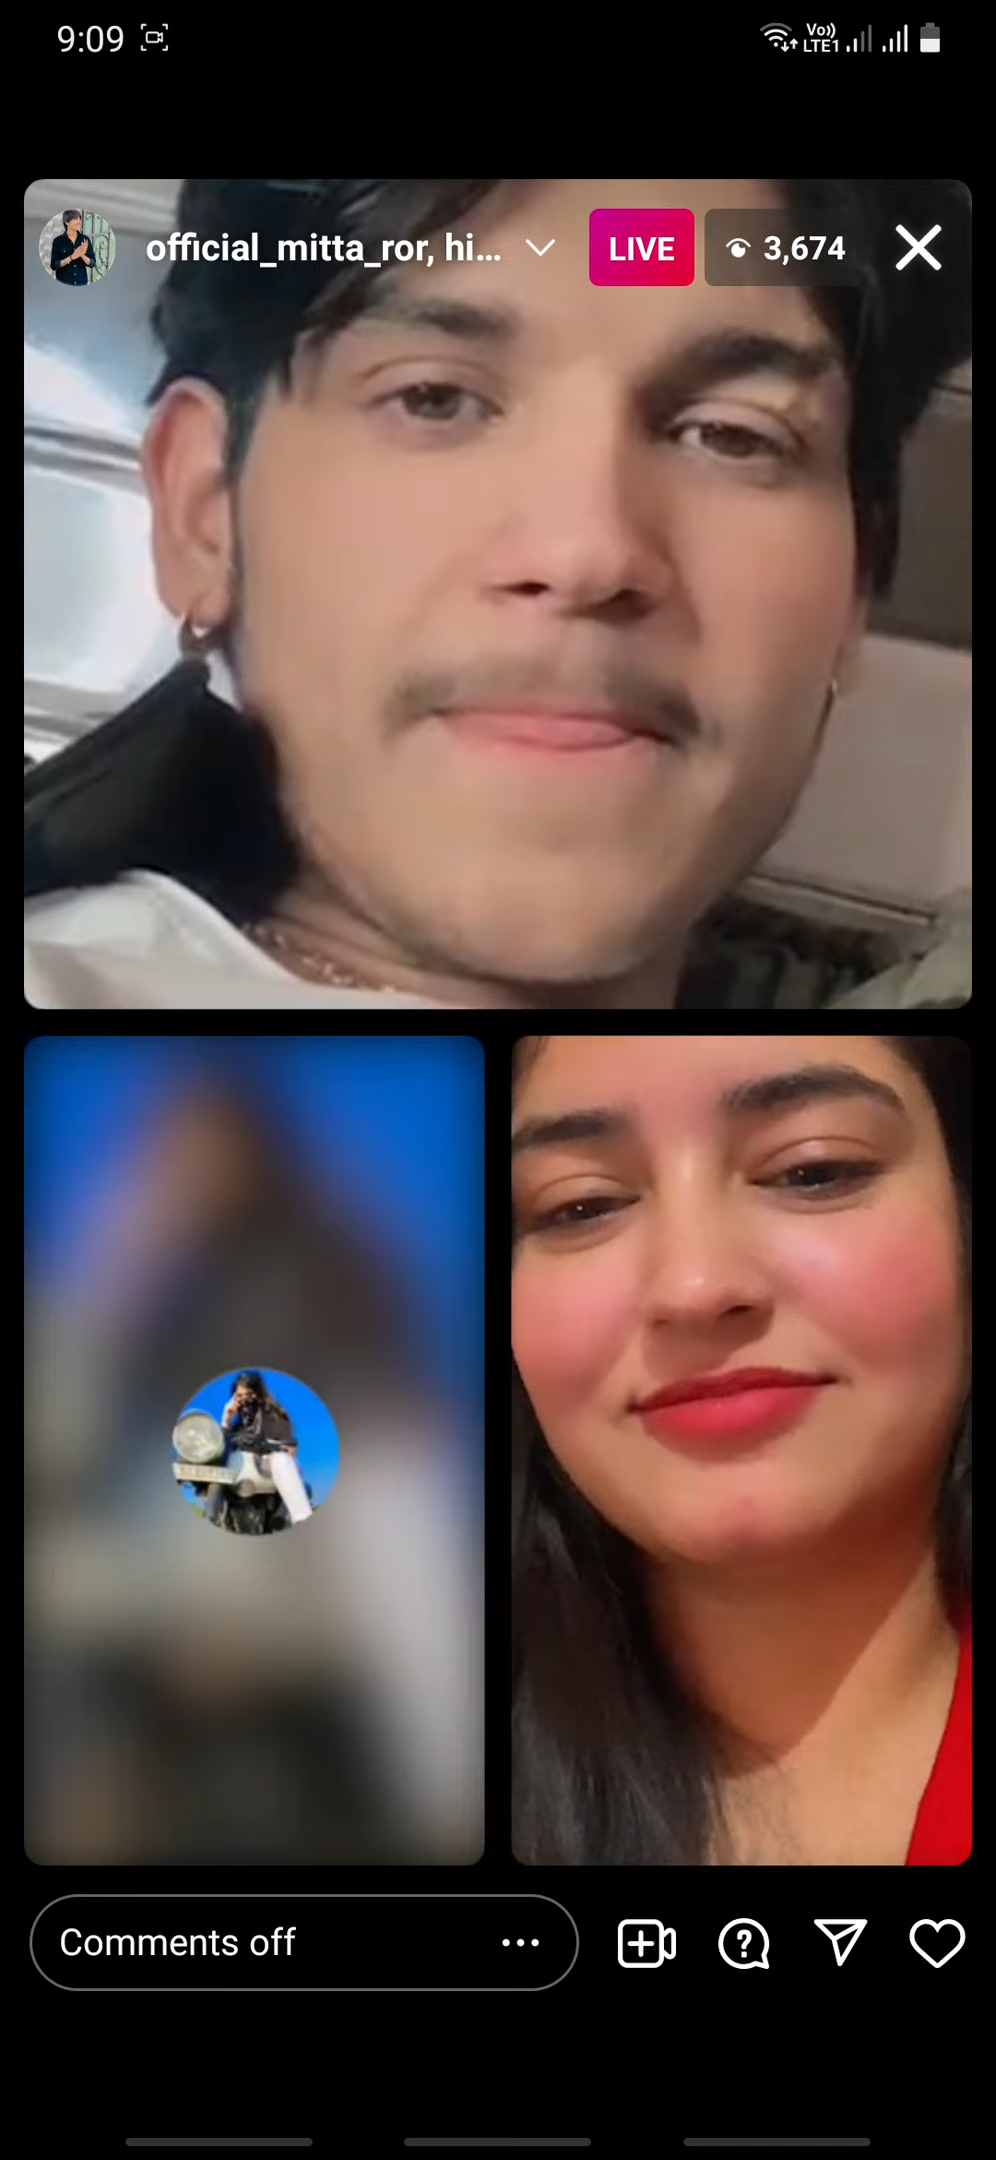 9:09
Vo))
LTE1
official_mitta_ror, hi...
LIVE
3,674
Comments off